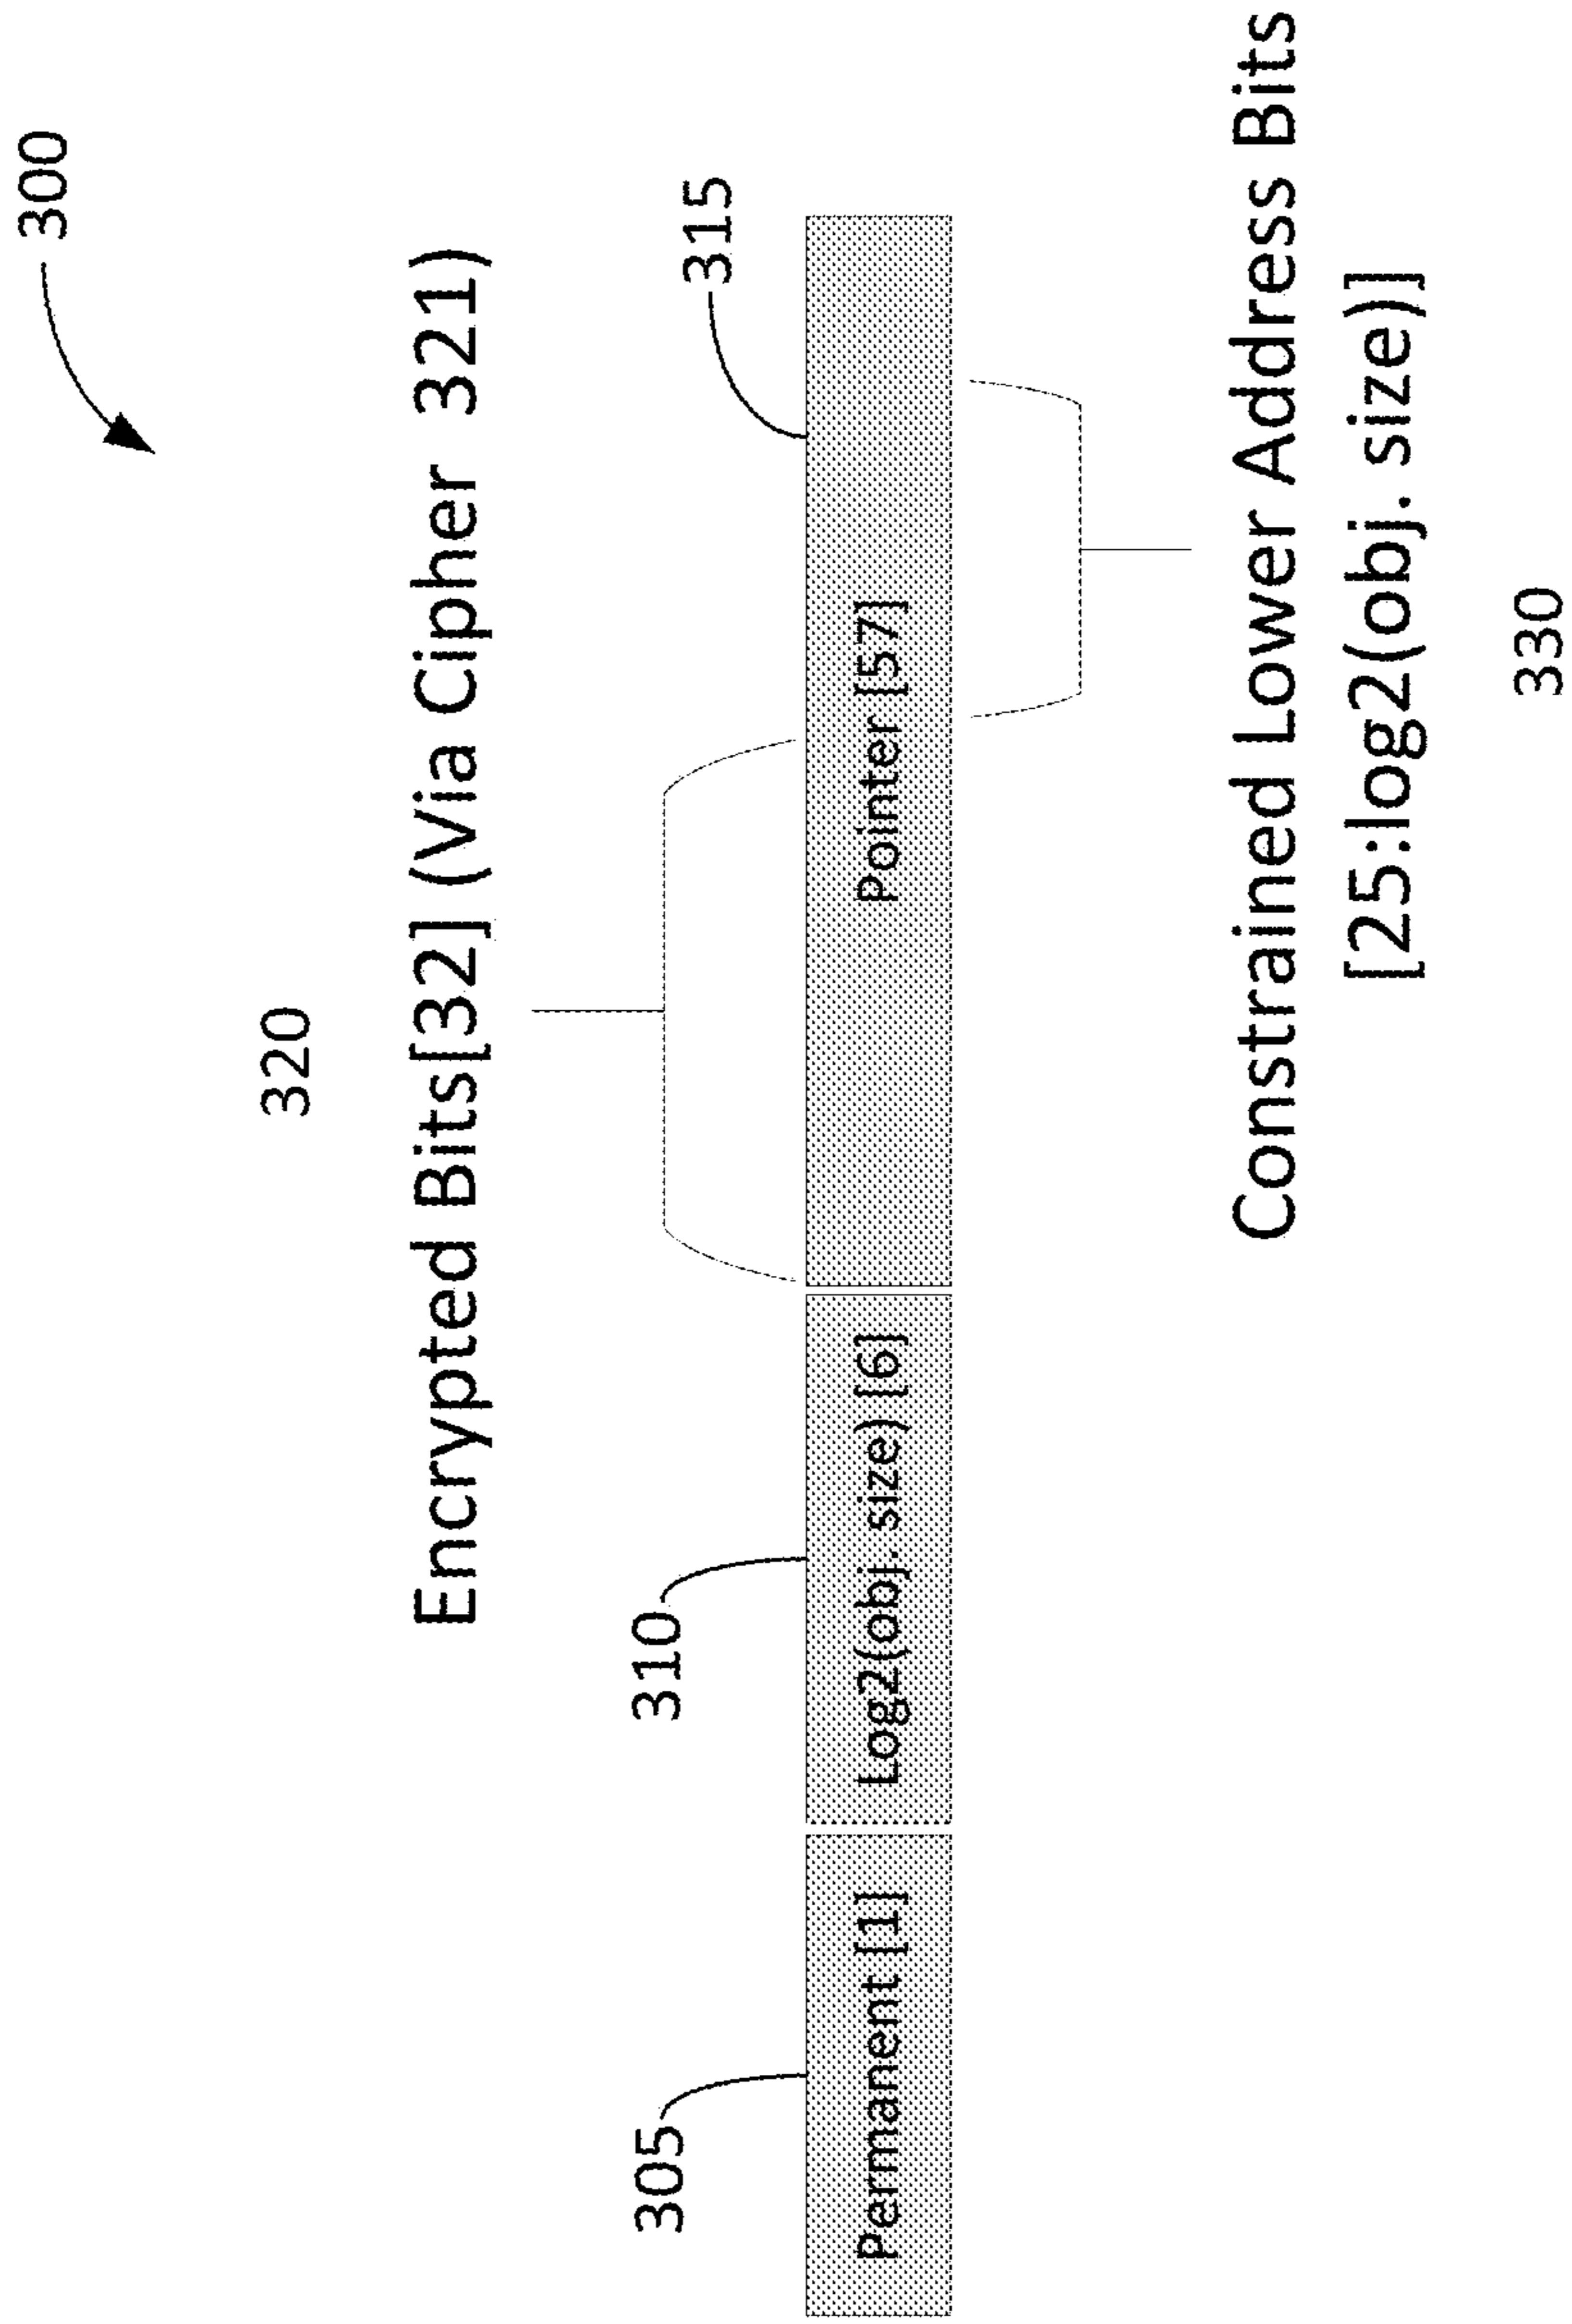 300
320
Encrypted Bits[32] (Via Cipher 321)
305
310
315
Permanent [1]
Log2(obj. size) [6]
Pointer [57]
Constrained Lower Address Bits
[25:log2(obj. size)]
330